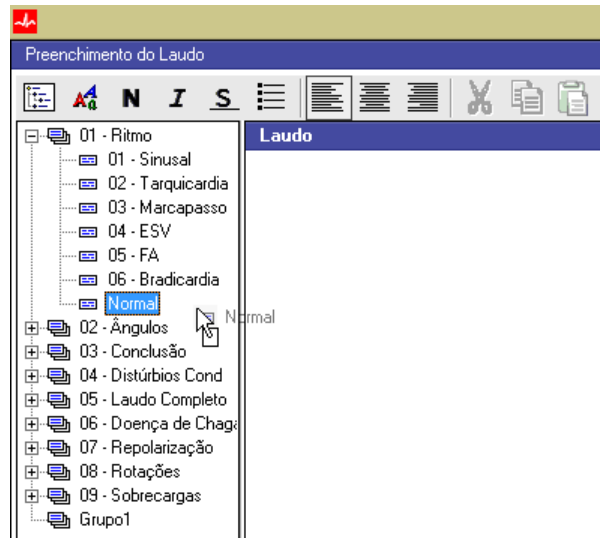 Preenchimento do Laudo
N I S
01 - Ritmo
Laudo
01 - Sinusal
02 - Tarquicardia
03 - Marcapasso
04 - ESV
05 - FA
06 - Bradicardia
Normal
Normal
02 - Ângulos
03 - Conclusão
04 - Distúrbios Cond
05 - Laudo Completo
06 - Doença de Chaga
07 - Repolarização
08 - Rotações
09 - Sobrecargas
Grupo1